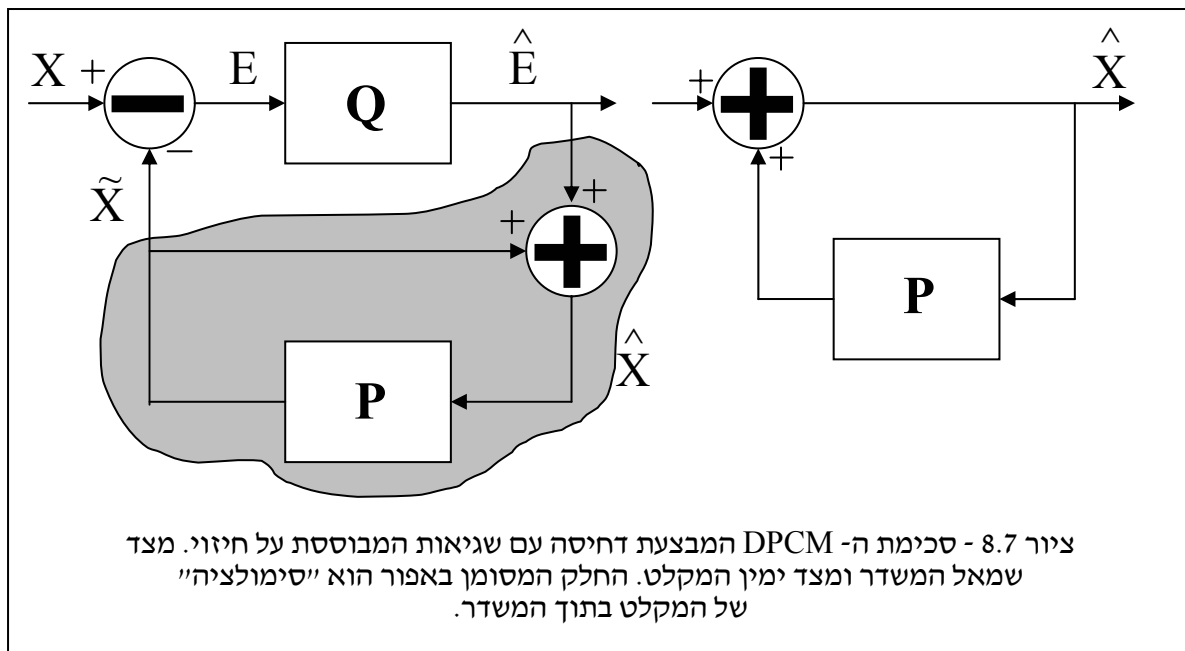 X + E Q Ê + X̂
−
+
X̃ + +
P
P X̂
ציור 8.7 - סכימת ה- DPCM המבצעת דחיסה עם שגיאות המבוססת על חיזוי. מצד
שמאל המשדר ומצד ימין המקלט. החלק המסומן באפור הוא ״סימולציה״
של המקלט בתוך המשדר.